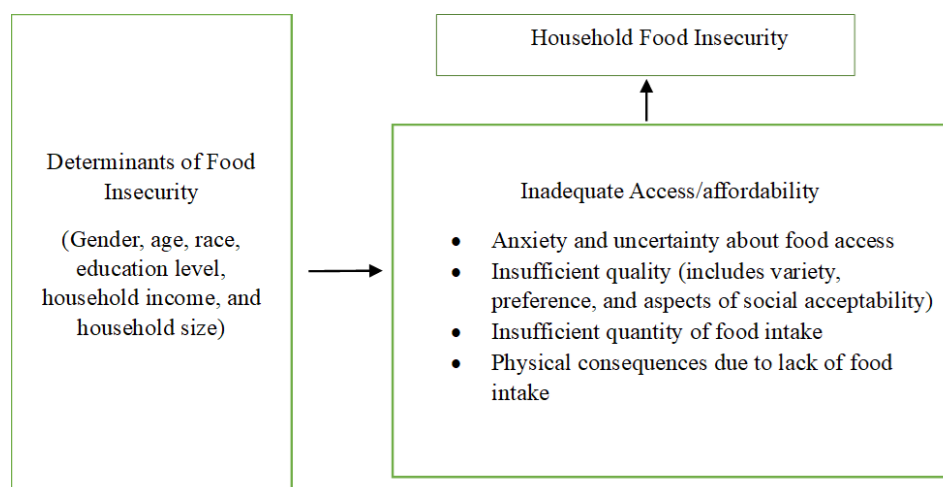 Household Food Insecurity
Determinants of Food
Insecurity
(Gender, age, race,
education level,
household income, and
household size)
Inadequate Access/affordability
• Anxiety and uncertainty about food access
• Insufficient quality (includes variety,
preference, and aspects of social acceptability)
• Insufficient quantity of food intake
• Physical consequences due to lack of food
intake